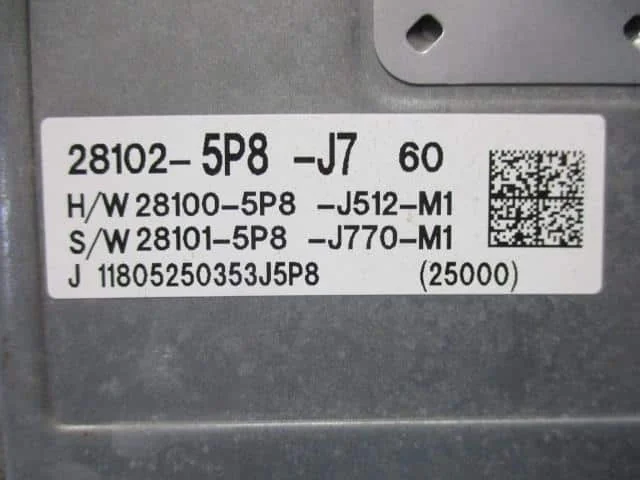 28102-5P8 -J7 60
H/W 28100-5P8 -J512-M1
S/W 28101-5P8 -J770-M1
J 11805250353J5P8 (25000)